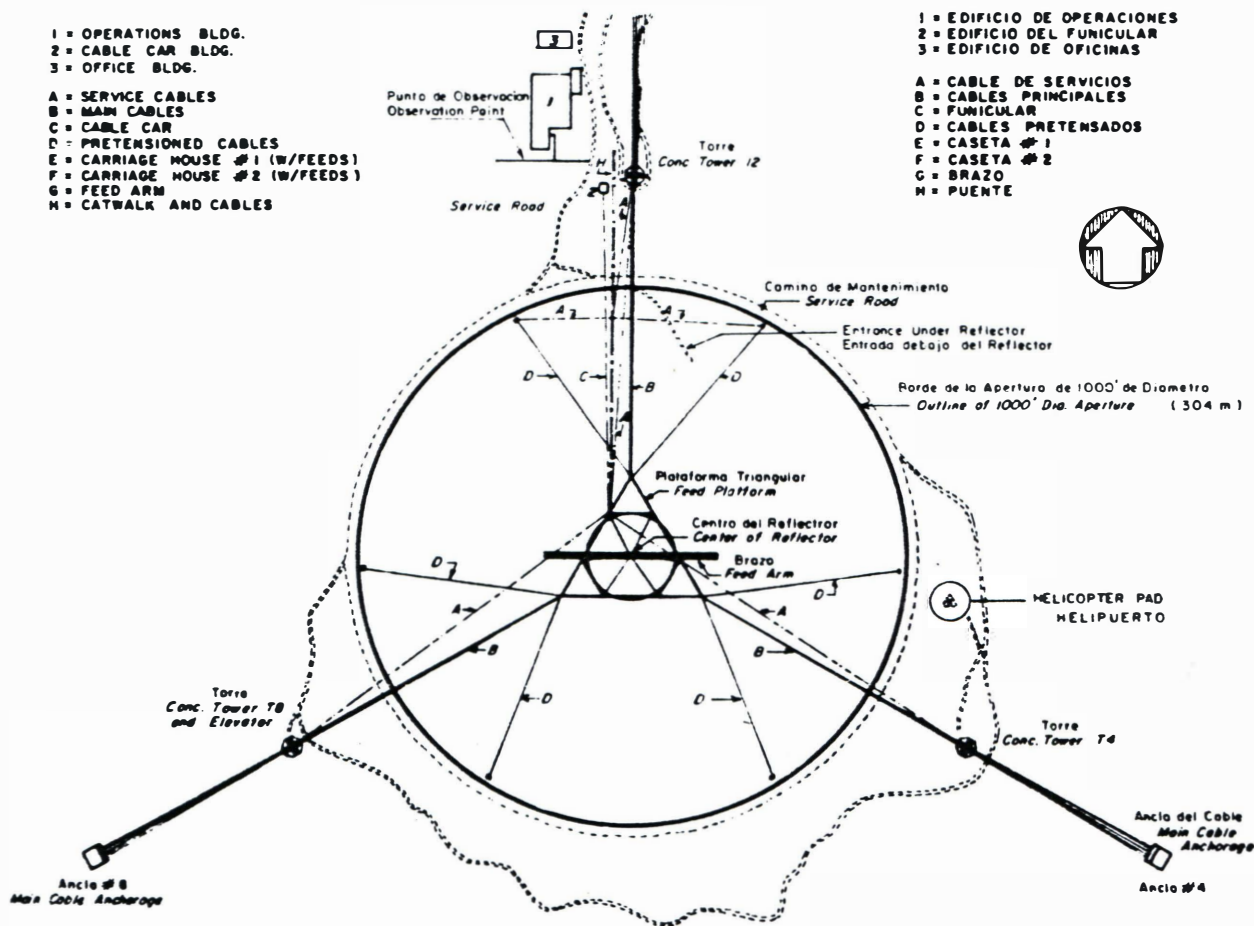 1 = OPERATIONS BLDG.
2 = CABLE CAR BLDG.
3 = OFFICE BLDG.
A = SERVICE CABLES
B = MAIN CABLES
C = CABLE CAR
D = PRETENSIONED CABLES
E = CARRIAGE HOUSE #1 (W/FEEDS)
F = CARRIAGE HOUSE #2 (W/FEEDS)
G = FEED ARM
H = CATWALK AND CABLES
1 = EDIFICIO DE OPERACIONES
2 = EDIFICIO DEL FUNICULAR
3 = EDIFICIO DE OFICINAS
A = CABLE DE SERVICIOS
B = CABLES PRINCIPALES
C = FUNICULAR
D = CABLES PRETENSADOS
E = CASETA #1
F = CASETA #2
G = BRAZO
H = PUENTE
3
1
Punto de Observacion
Observation Point
Torre
Conc Tower 12
H
2
A
Service Road
Camino de Mantenimiento
Service Road
A
A
Entrance Under Reflector
Entrada debajo del Reflector
D
C
B
D
Borde de la Apertura de 1000' de Diametro
Outline of 1000' Dia. Aperture (304 m)
A
Plataforma Triangular
Feed Platform
Centro del Reflectror
Center of Reflector
Brazo
Feed Arm
D
D
A
A
HELICOPTER PAD
HELIPUERTO
B
B
D
D
Torre
Conc. Tower T8
and Elevator
Torre
Conc. Tower T4
Ancla del Cable
Main Cable
Anchorage
Ancla #8
Main Cable Anchorage
Ancla #4